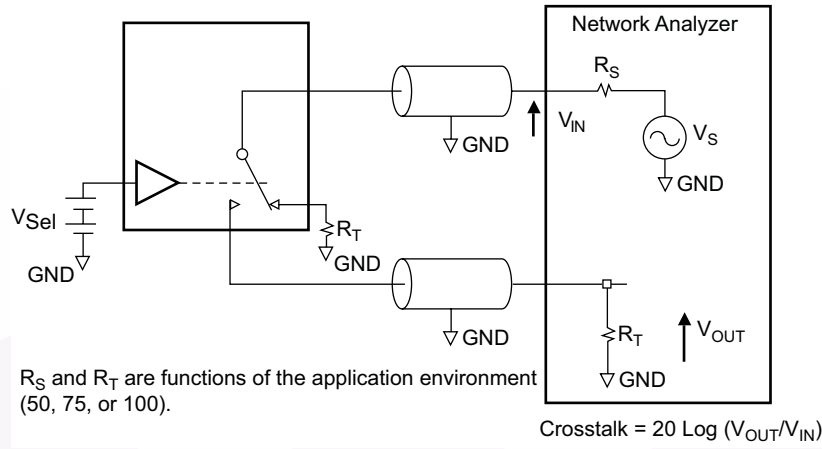 Network Analyzer
R_S
V_IN
V_S
GND
GND
V_Sel
GND
R_T
GND
GND
R_T
V_OUT
GND
R_S and R_T are functions of the application environment
(50, 75, or 100).
Crosstalk = 20 Log (V_OUT/V_IN)